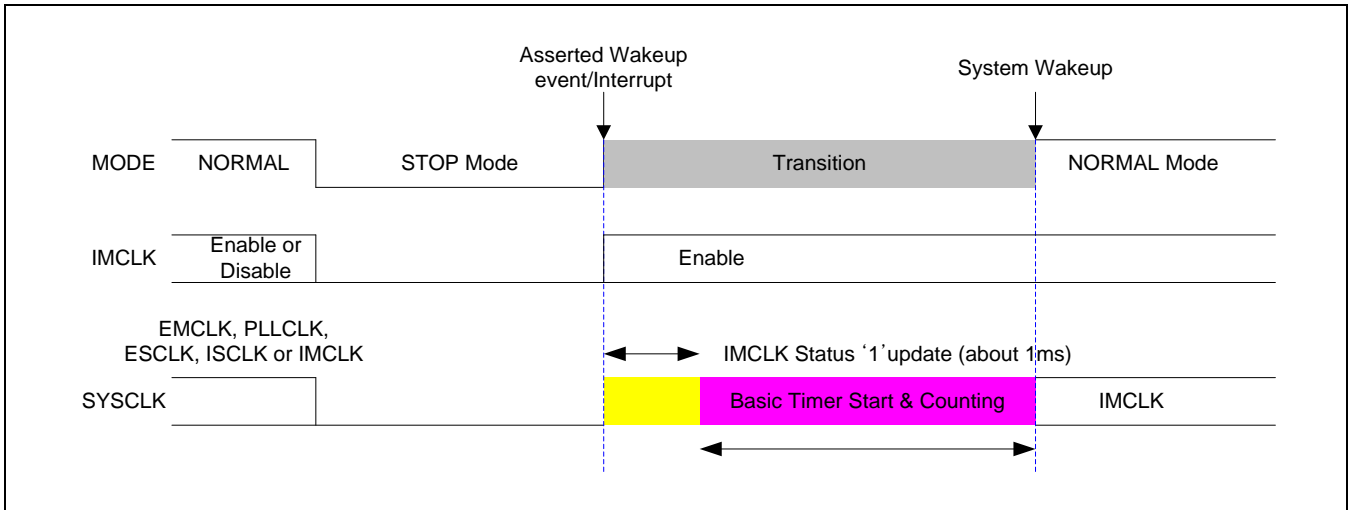 Asserted Wakeup
event/Interrupt
System Wakeup
MODE
NORMAL
STOP Mode
Transition
NORMAL Mode
IMCLK
Enable or
Disable
Enable
EMCLK, PLLCLK,
ESCLK, ISCLK or IMCLK
IMCLK Status ‘1’update (about 1ms)
SYSCLK
Basic Timer Start & Counting
IMCLK